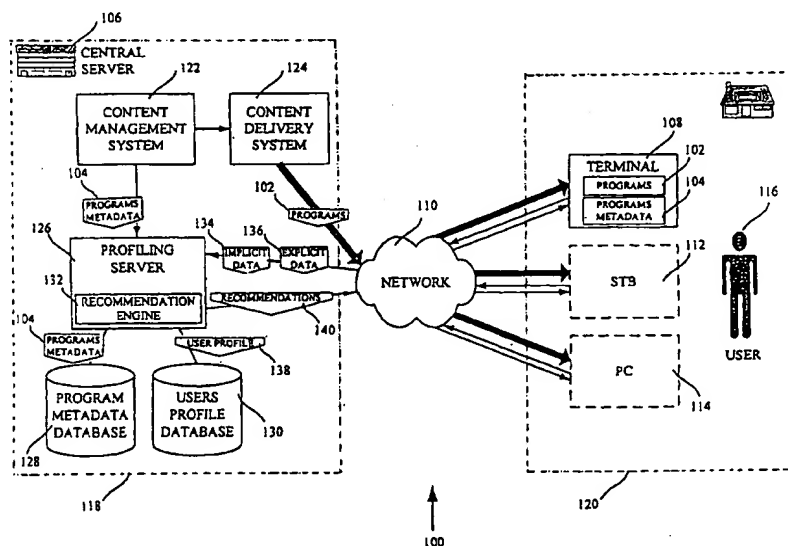 106
CENTRAL
SERVER
122
124
CONTENT
MANAGEMENT
SYSTEM
CONTENT
DELIVERY
SYSTEM
104
PROGRAMS
METADATA
102
PROGRAMS
134
136
IMPLICIT
DATA
EXPLICIT
DATA
126
PROFILING
SERVER
132
RECOMMENDATION
ENGINE
RECOMMENDATIONS
140
104
PROGRAMS
METADATA
USER PROFILE
138
PROGRAM
METADATA
DATABASE
128
USERS
PROFILE
DATABASE
130
118
110
NETWORK
100
108
TERMINAL
102
PROGRAMS
104
PROGRAMS
METADATA
116
112
STB
USER
PC
114
120